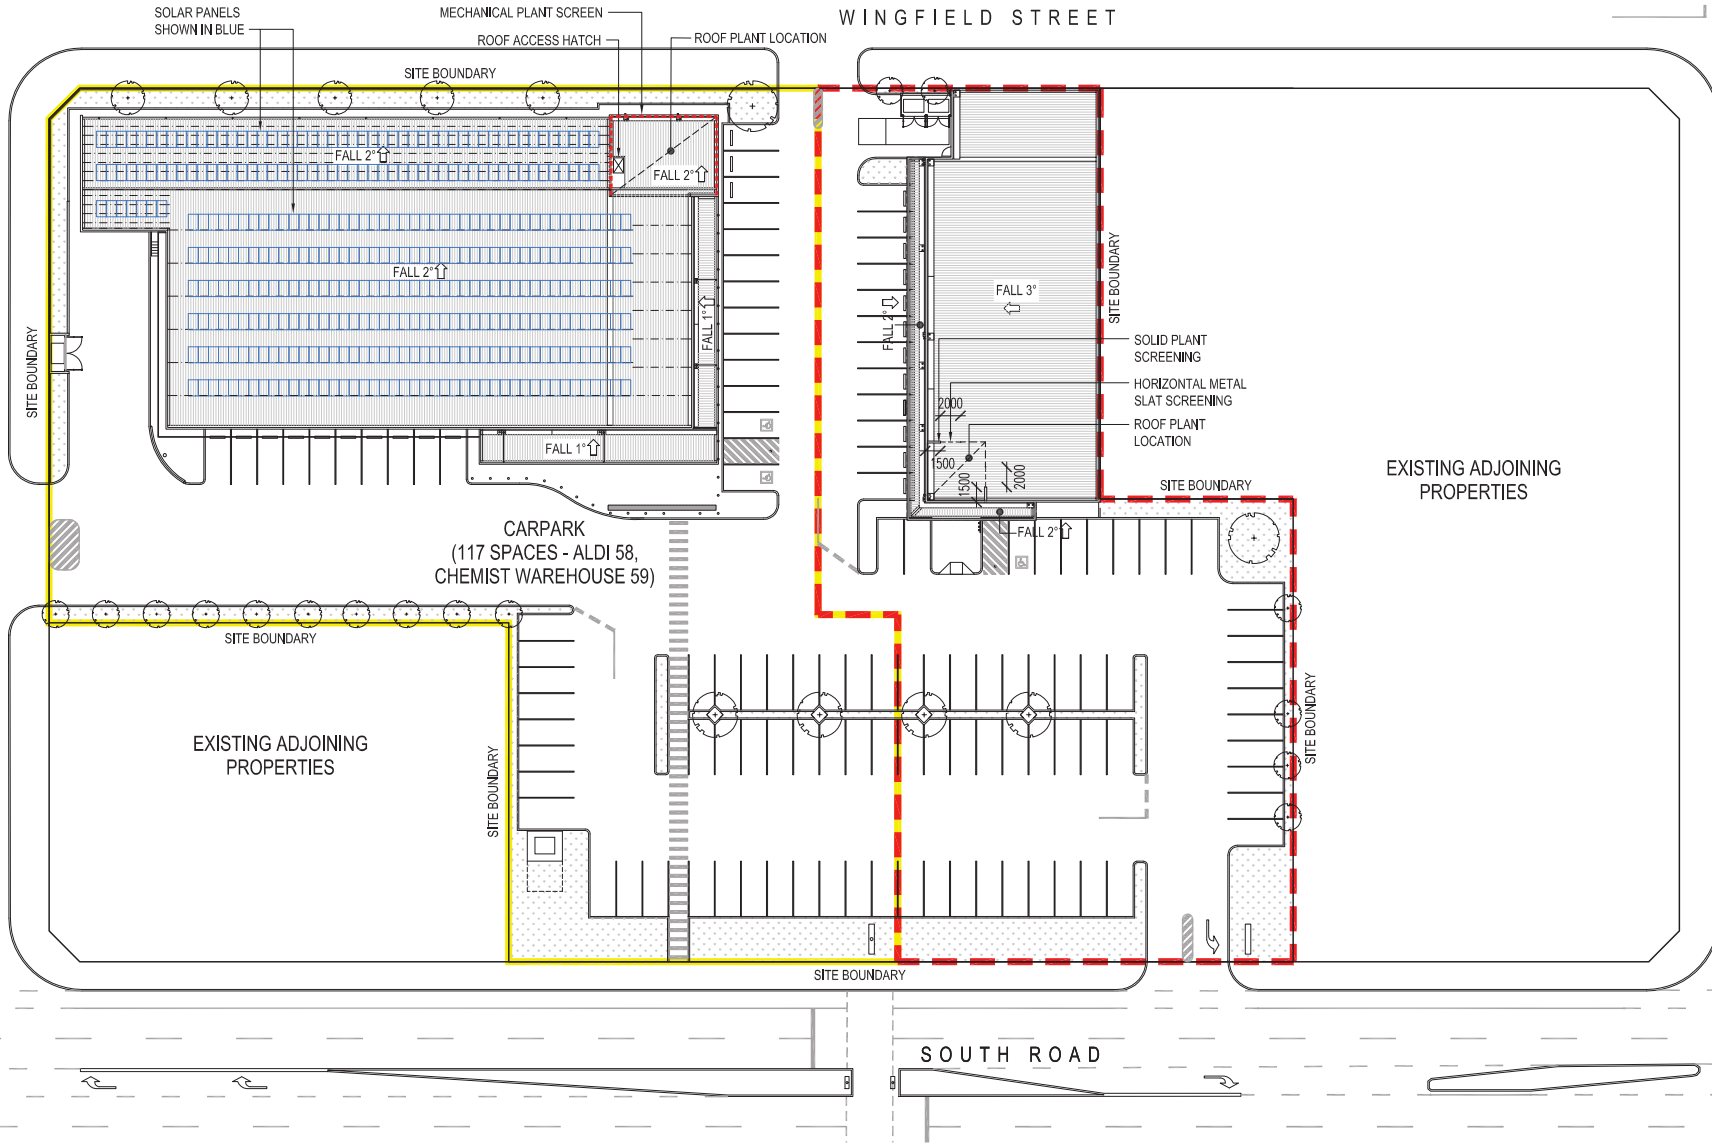 WINGFIELD STREET
SOLAR PANELS
SHOWN IN BLUE
MECHANICAL PLANT SCREEN
ROOF ACCESS HATCH
ROOF PLANT LOCATION
SITE BOUNDARY
FALL 2°
FALL 2°
FALL 2°
FALL 1°
FALL 1°
SITE BOUNDARY
FALL 2°
FALL 3°
SITE BOUNDARY
SOLID PLANT
SCREENING
HORIZONTAL METAL
SLAT SCREENING
ROOF PLANT
LOCATION
2000
1500
1500
2000
FALL 2°
SITE BOUNDARY
EXISTING ADJOINING
PROPERTIES
CARPARK
(117 SPACES - ALDI 58,
CHEMIST WAREHOUSE 59)
SITE BOUNDARY
EXISTING ADJOINING
PROPERTIES
SITE BOUNDARY
SITE BOUNDARY
SITE BOUNDARY
SOUTH ROAD